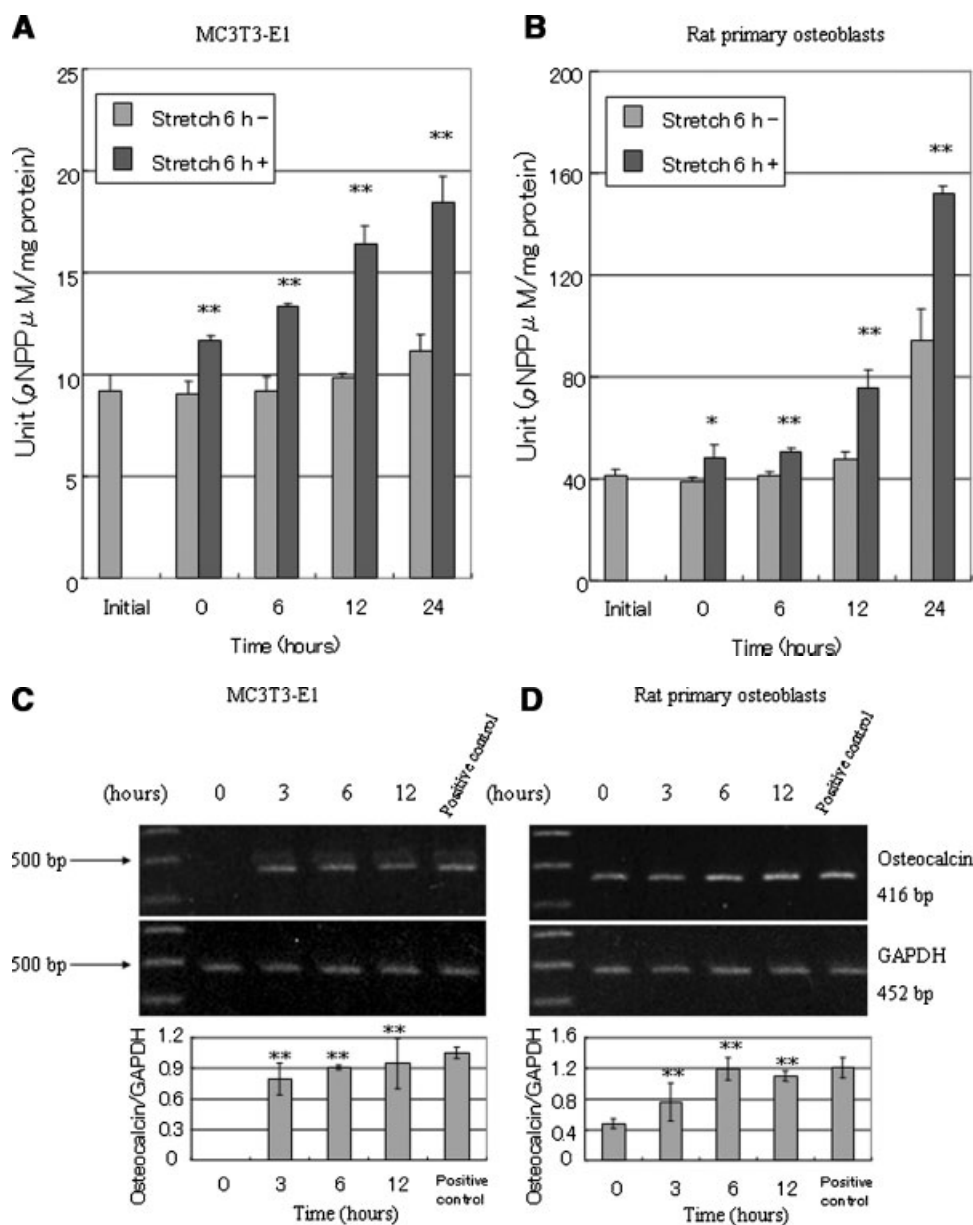 A MC3T3-E1
25
20
15
10
5
0
Unit (ρNPP μ M/mg protein)
Stretch 6 h −
Stretch 6 h +
** ** ** **
Initial 0 6 12 24
Time (hours)
B Rat primary osteoblasts
200
160
120
80
40
0
Unit (ρNPP μ M/mg protein)
Stretch 6 h −
Stretch 6 h +
* ** ** **
Initial 0 6 12 24
Time (hours)
C MC3T3-E1
(hours) 0 3 6 12 Positive control
500 bp
500 bp
Osteocalcin/GAPDH
1.2
0.9
0.6
0.3
0
** ** **
0 3 6 12 Positive control
Time (hours)
D Rat primary osteoblasts
(hours) 0 3 6 12 Positive control
Osteocalcin
416 bp
GAPDH
452 bp
Osteocalcin/GAPDH
1.6
1.2
0.8
0.4
0
** ** **
0 3 6 12 Positive control
Time (hours)